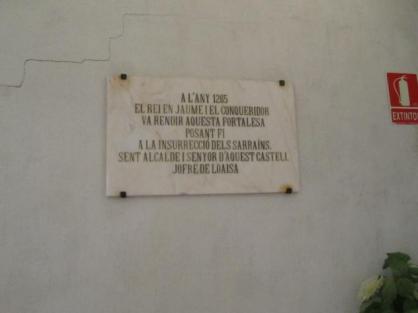 A L'ANY 1265
EL REI EN JAUME I EL CONQUERIDOR
VA RENDIR AQUESTA FORTALESA
POSANT FI
A LA INSURRECCIÓ DELS SARRAÏNS.
SENT ALCALDE I SENYOR D'AQUEST CASTELL
JOFRÉ DE LOAISA
EXTINTOR